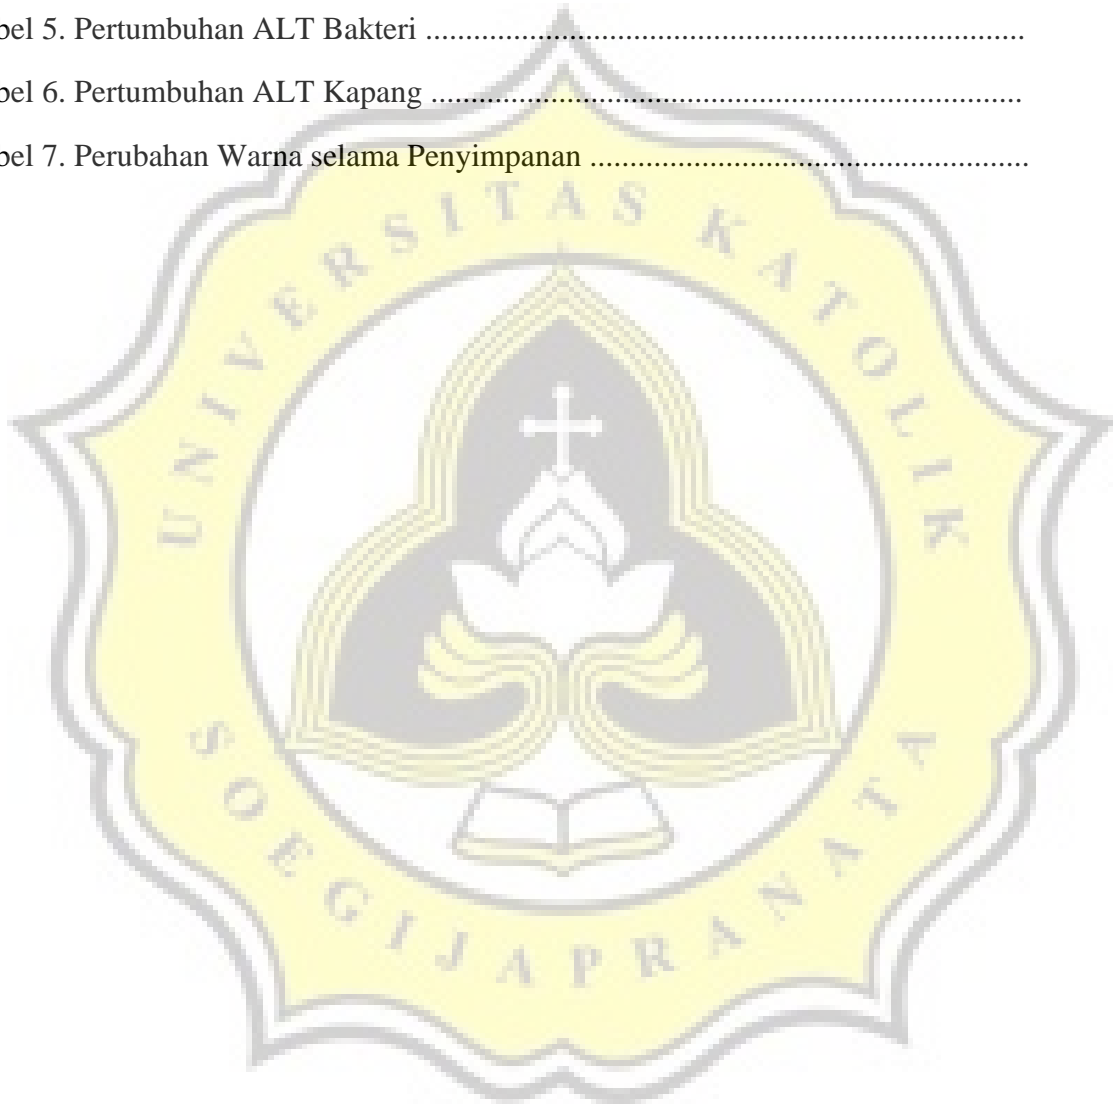 bel 5. Pertumbuhan ALT Bakteri ...........................................................................
bel 6. Pertumbuhan ALT Kapang ..........................................................................
bel 7. Perubahan Warna selama Penyimpanan .......................................................
UNIVERSITAS KATOLIK
SOEGIJAPRANATA